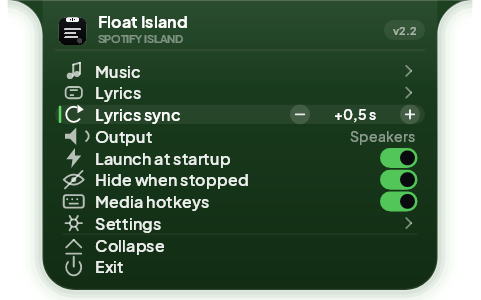 Float Island
SPOTIFY ISLAND
v2.2
Music
Lyrics
Lyrics sync
− +0,5 s +
Output
Speakers
Launch at startup
Hide when stopped
Media hotkeys
Settings
Collapse
Exit